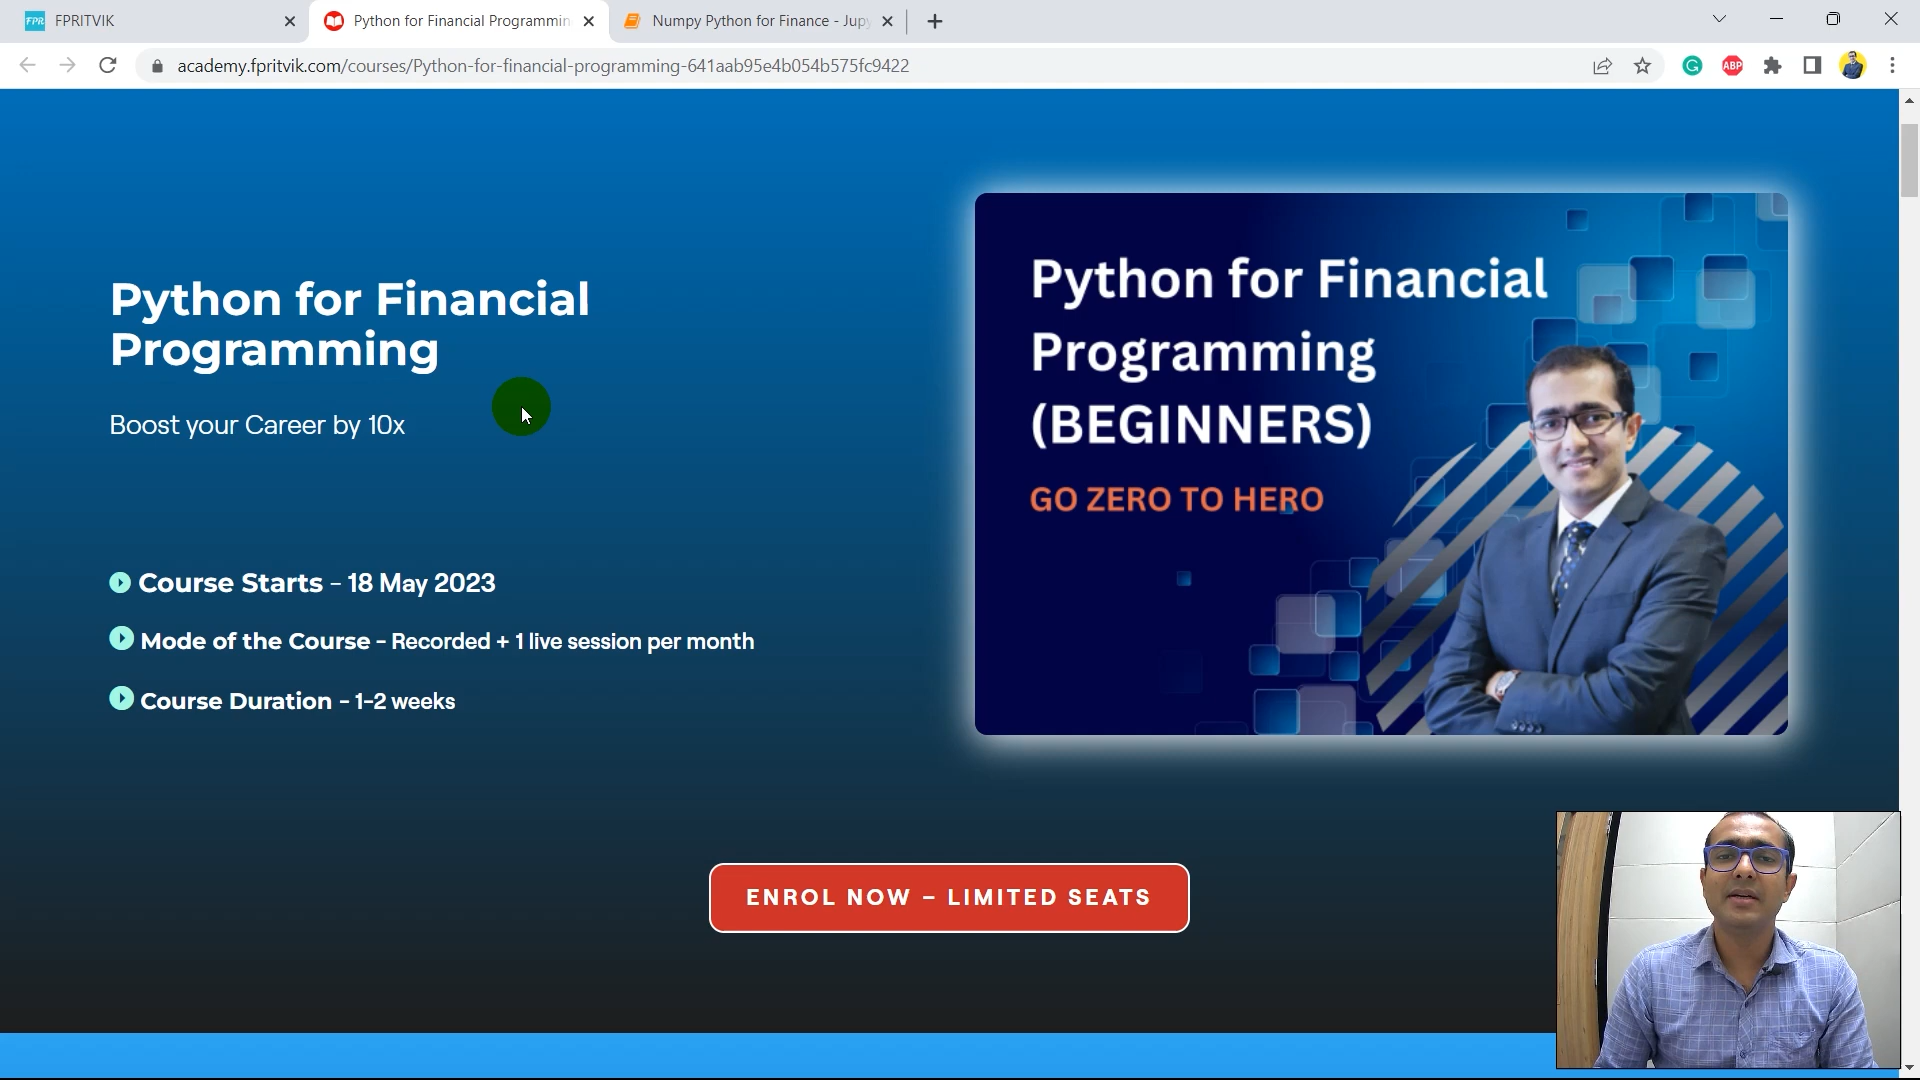 FPR FPRITVIK
Python for Financial Programmin
Numpy Python for Finance - Jupy
academy.fpritvik.com/courses/Python-for-financial-programming-641aab95e4b054b575fc9422
G
ABP
Python for Financial
Programming
Boost your Career by 10x
Course Starts - 18 May 2023
Mode of the Course - Recorded + 1 live session per month
Course Duration - 1-2 weeks
Python for Financial
Programming
(BEGINNERS)
GO ZERO TO HERO
ENROL NOW – LIMITED SEATS